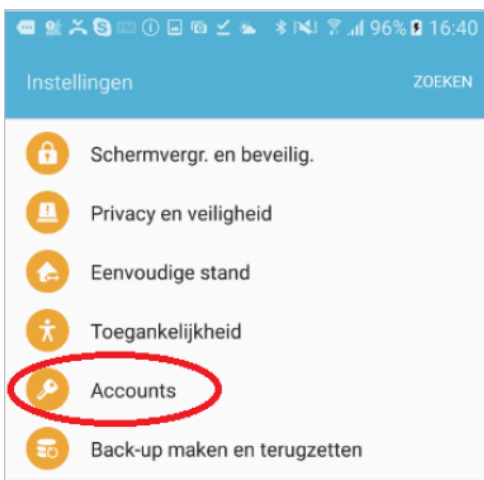 96% 16:40
Instellingen ZOEKEN
Schermvergr. en beveilig.
Privacy en veiligheid
Eenvoudige stand
Toegankelijkheid
Accounts
Back-up maken en terugzetten